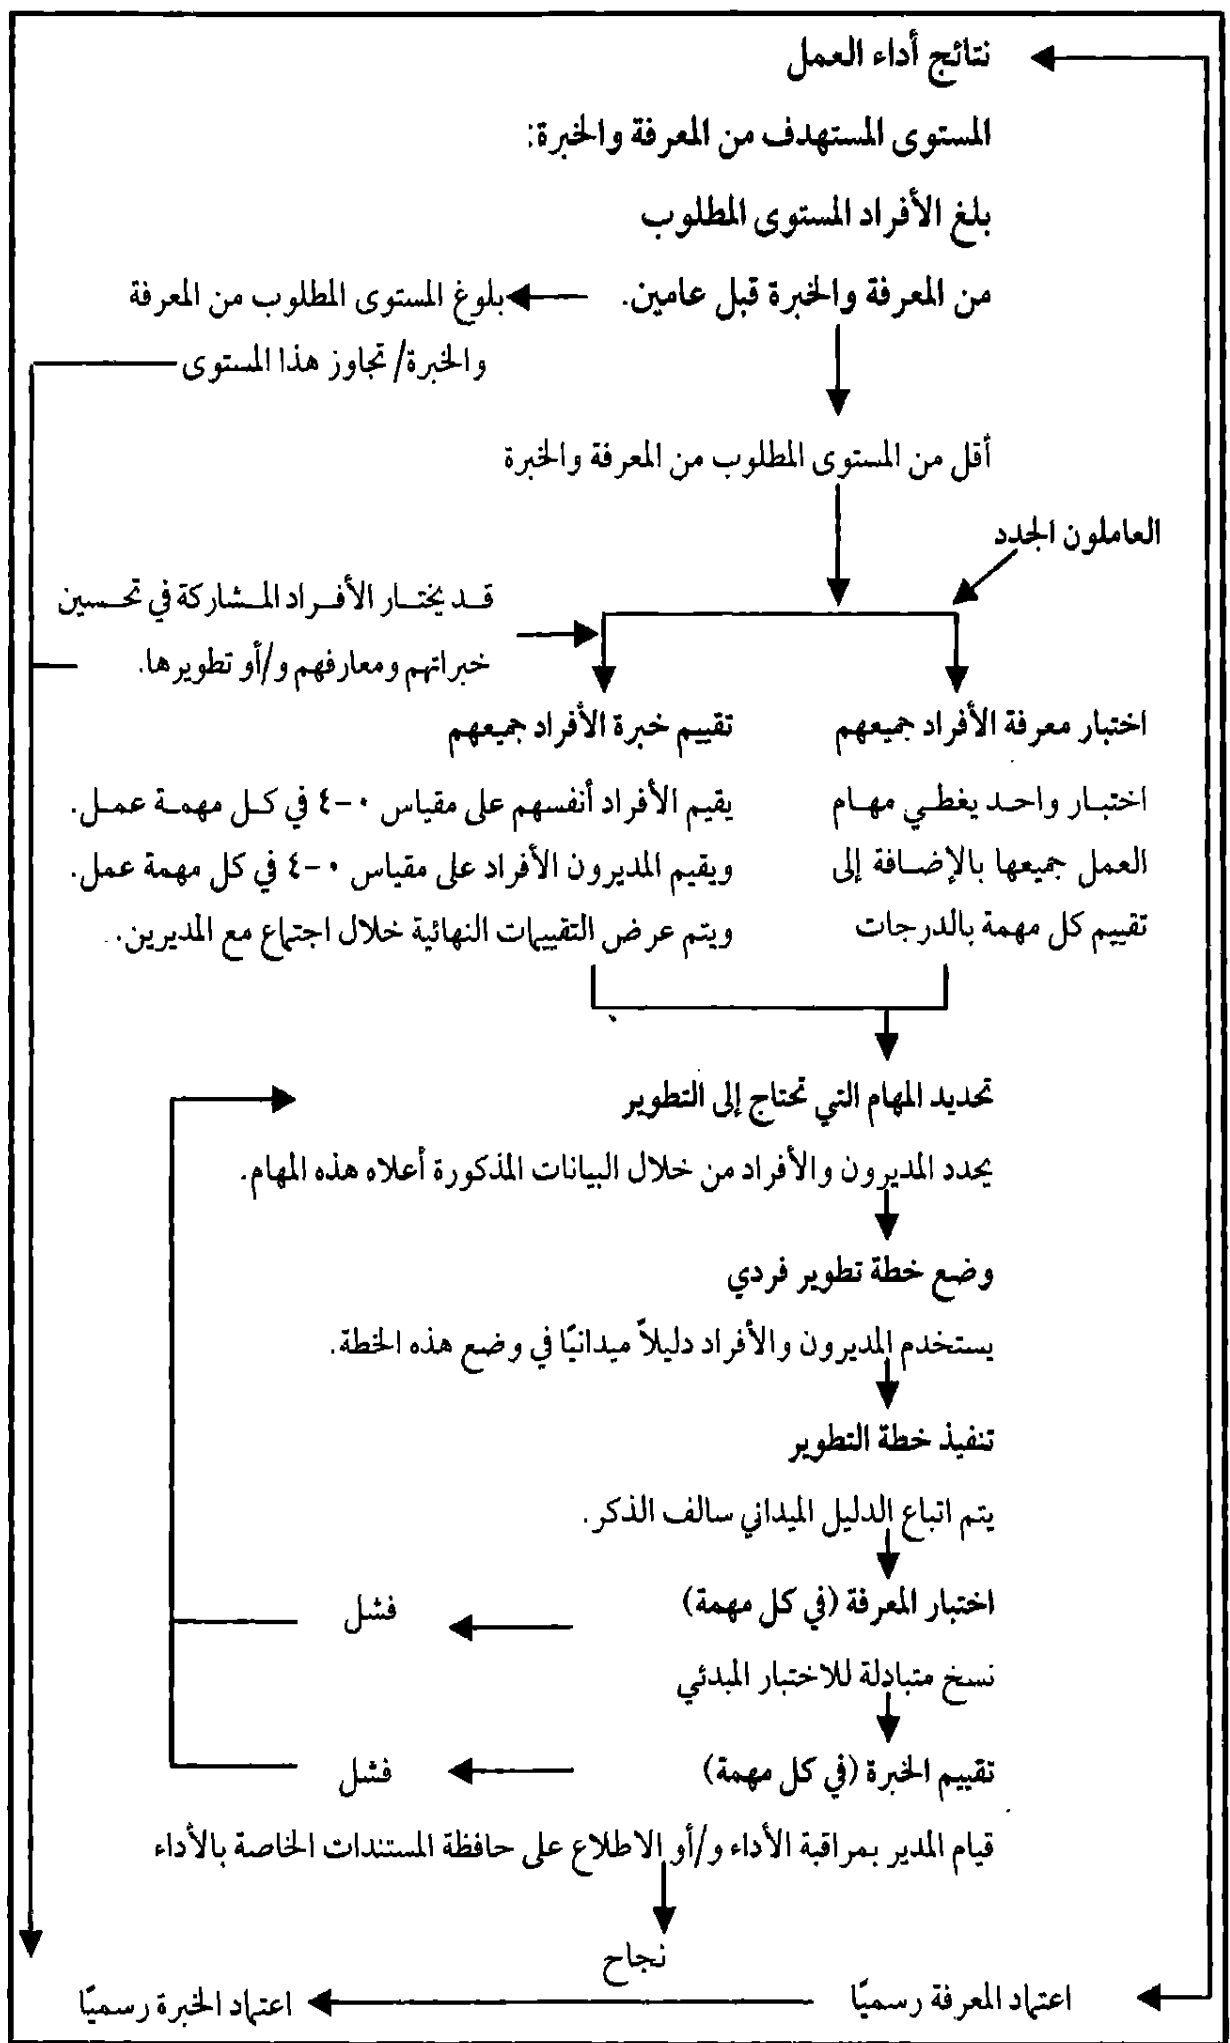 نتائج أداء العمل
المستوى المستهدف من المعرفة والخبرة:
بلغ الأفراد المستوى المطلوب
من المعرفة والخبرة قبل عامين.
بلوغ المستوى المطلوب من المعرفة
والخبرة/ تجاوز هذا المستوى
أقل من المستوى المطلوب من المعرفة والخبرة
العاملون الجدد
قد يختار الأفراد المشاركة في تحسين
خبراتهم ومعارفهم و/أو تطويرها.
اختبار معرفة الأفراد جميعهم
اختبار واحد يغطي مهام
العمل جميعها بالإضافة إلى
تقييم كل مهمة بالدرجات
تقييم خبرة الأفراد جميعهم
يقيم الأفراد أنفسهم على مقياس ٠-٤ في كل مهمة عمل.
ويقيم المديرون الأفراد على مقياس ٠-٤ في كل مهمة عمل.
ويتم عرض التقييمات النهائية خلال اجتماع مع المديرين.
تحديد المهام التي تحتاج إلى التطوير
يحدد المديرون والأفراد من خلال البيانات المذكورة أعلاه هذه المهام.
وضع خطة تطوير فردي
يستخدم المديرون والأفراد دليلاً ميدانيًا في وضع هذه الخطة.
تنفيذ خطة التطوير
يتم اتباع الدليل الميداني سالف الذكر.
اختبار المعرفة (في كل مهمة)
فشل
نسخ متبادلة للاختبار المبدئي
تقييم الخبرة (في كل مهمة)
فشل
قيام المدير بمراقبة الأداء و/أو الاطلاع على حافظة المستندات الخاصة بالأداء
نجاح
اعتماد المعرفة رسميًا
اعتماد الخبرة رسميًا